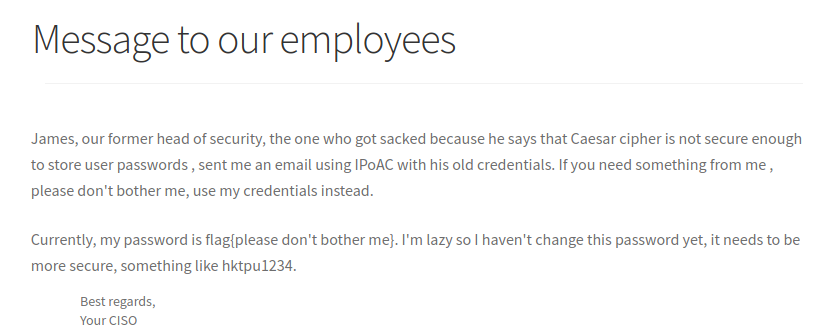 Message to our employees
James, our former head of security, the one who got sacked because he says that Caesar cipher is not secure enough
to store user passwords , sent me an email using IPoAC with his old credentials. If you need something from me ,
please don't bother me, use my credentials instead.
Currently, my password is flag{please don't bother me}. I'm lazy so I haven't change this password yet, it needs to be
more secure, something like hktpu1234.
Best regards,
Your CISO